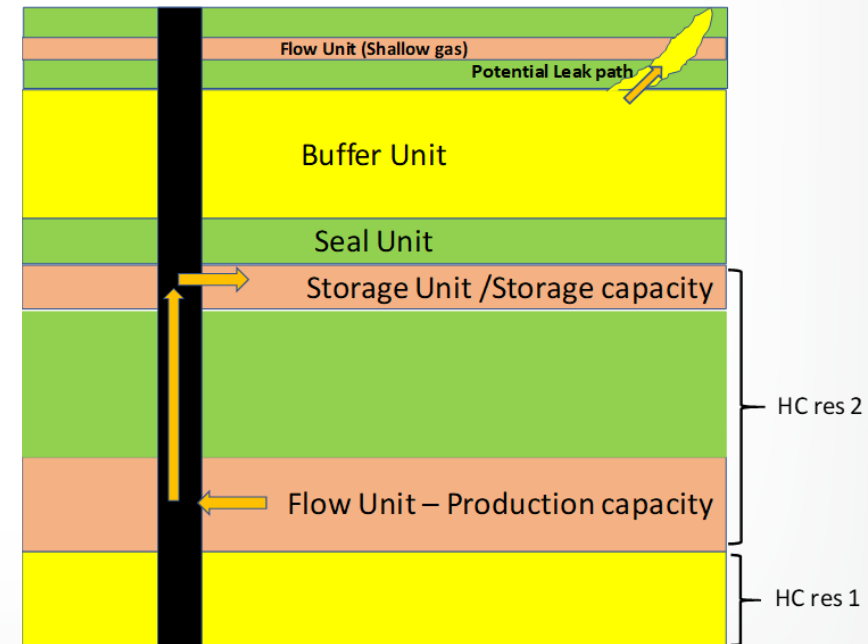 Flow Unit (Shallow gas)
Potential Leak path
Buffer Unit
Seal Unit
Storage Unit /Storage capacity
HC res 2
Flow Unit – Production capacity
HC res 1